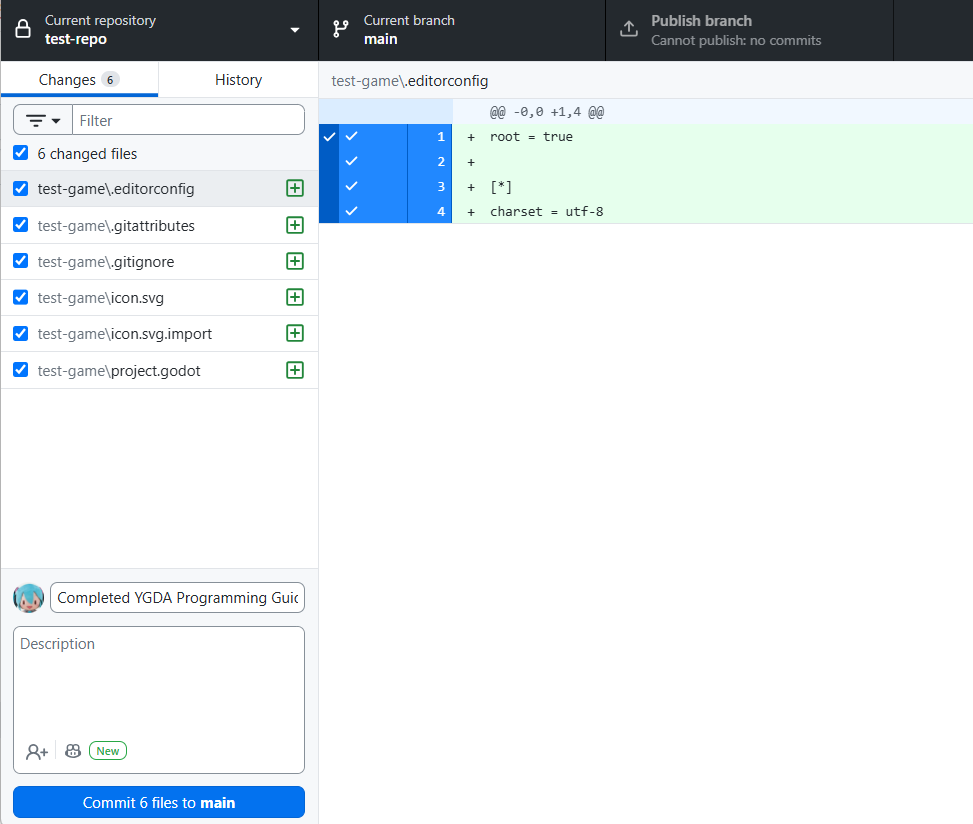 Current repository
test-repo
Current branch
main
Publish branch
Cannot publish: no commits
Changes 6
History
test-game\.editorconfig
Filter
6 changed files
test-game\.editorconfig
test-game\.gitattributes
test-game\.gitignore
test-game\icon.svg
test-game\icon.svg.import
test-game\project.godot
@@ -0,0 +1,4 @@
1 + root = true
2 +
3 + [*]
4 + charset = utf-8
Completed YGDA Programming Guid
Description
New
Commit 6 files to main